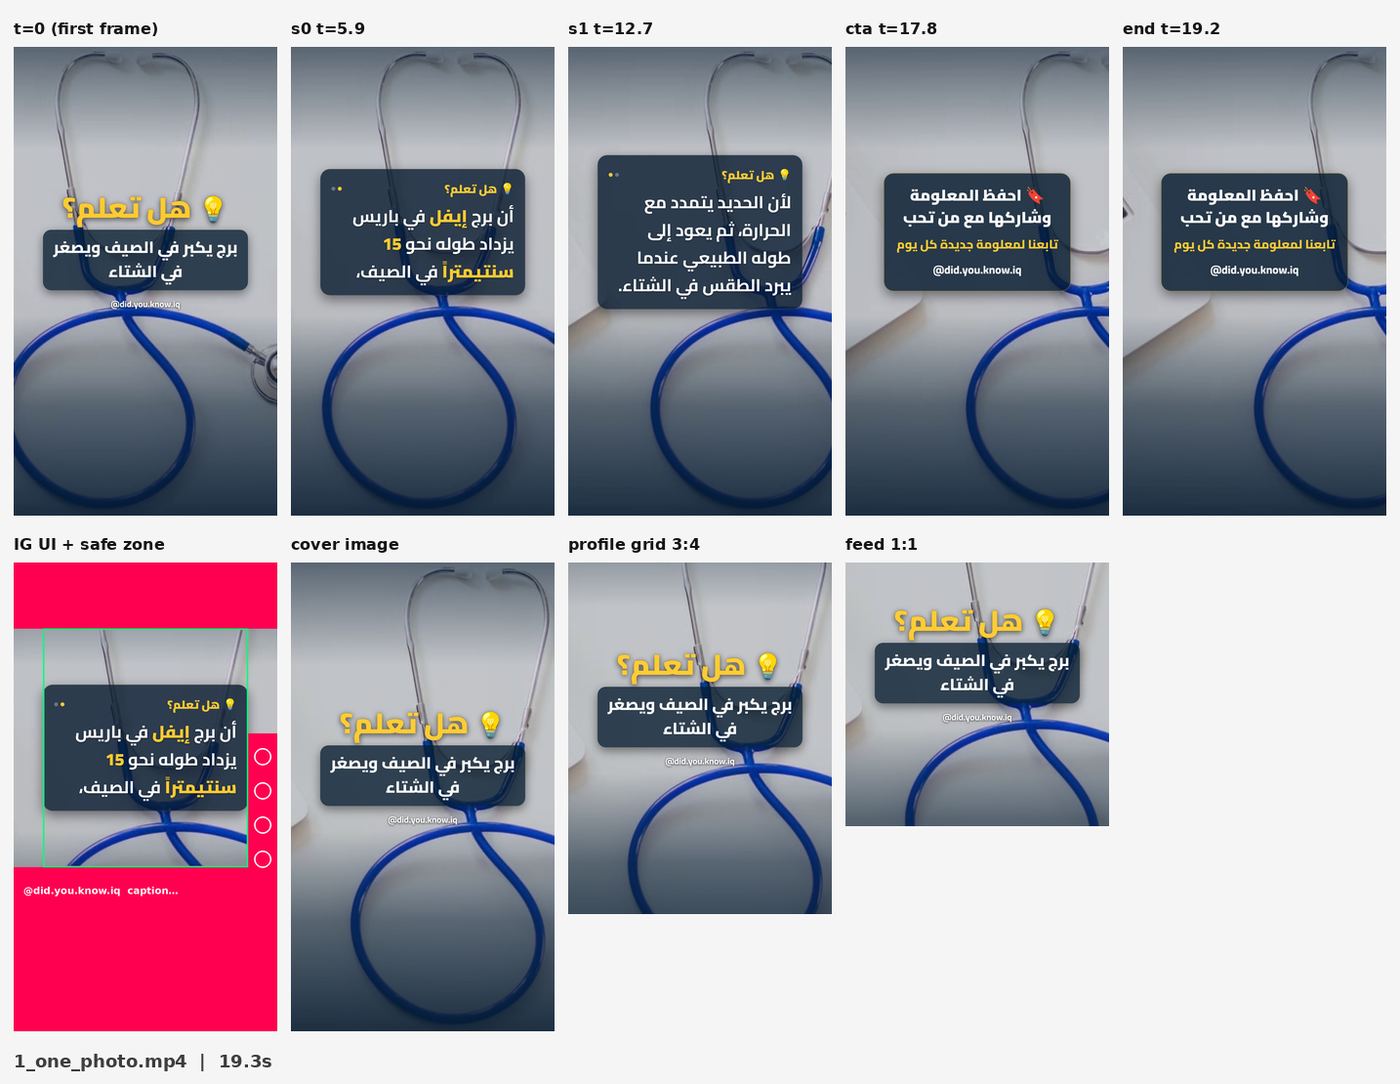 t=0 (first frame)
هل تعلم؟ 💡
برج يكبر في الصيف ويصغر
في الشتاء
@did.you.know.iq
s0 t=5.9
💡 هل تعلم؟
أن برج إيفل في باريس
يزداد طوله نحو 15
سنتيمتراً في الصيف،
s1 t=12.7
💡 هل تعلم؟
لأن الحديد يتمدد مع
الحرارة، ثم يعود إلى
طوله الطبيعي عندما
يبرد الطقس في الشتاء.
cta t=17.8
🔖 احفظ المعلومة
وشاركها مع من تحب
تابعنا لمعلومة جديدة كل يوم
@did.you.know.iq
end t=19.2
🔖 احفظ المعلومة
وشاركها مع من تحب
تابعنا لمعلومة جديدة كل يوم
@did.you.know.iq
IG UI + safe zone
💡 هل تعلم؟
أن برج إيفل في باريس
يزداد طوله نحو 15
سنتيمتراً في الصيف،
@did.you.know.iq caption...
cover image
هل تعلم؟ 💡
برج يكبر في الصيف ويصغر
في الشتاء
@did.you.know.iq
profile grid 3:4
هل تعلم؟ 💡
برج يكبر في الصيف ويصغر
في الشتاء
@did.you.know.iq
feed 1:1
هل تعلم؟ 💡
برج يكبر في الصيف ويصغر
في الشتاء
@did.you.know.iq
1_one_photo.mp4 | 19.3s